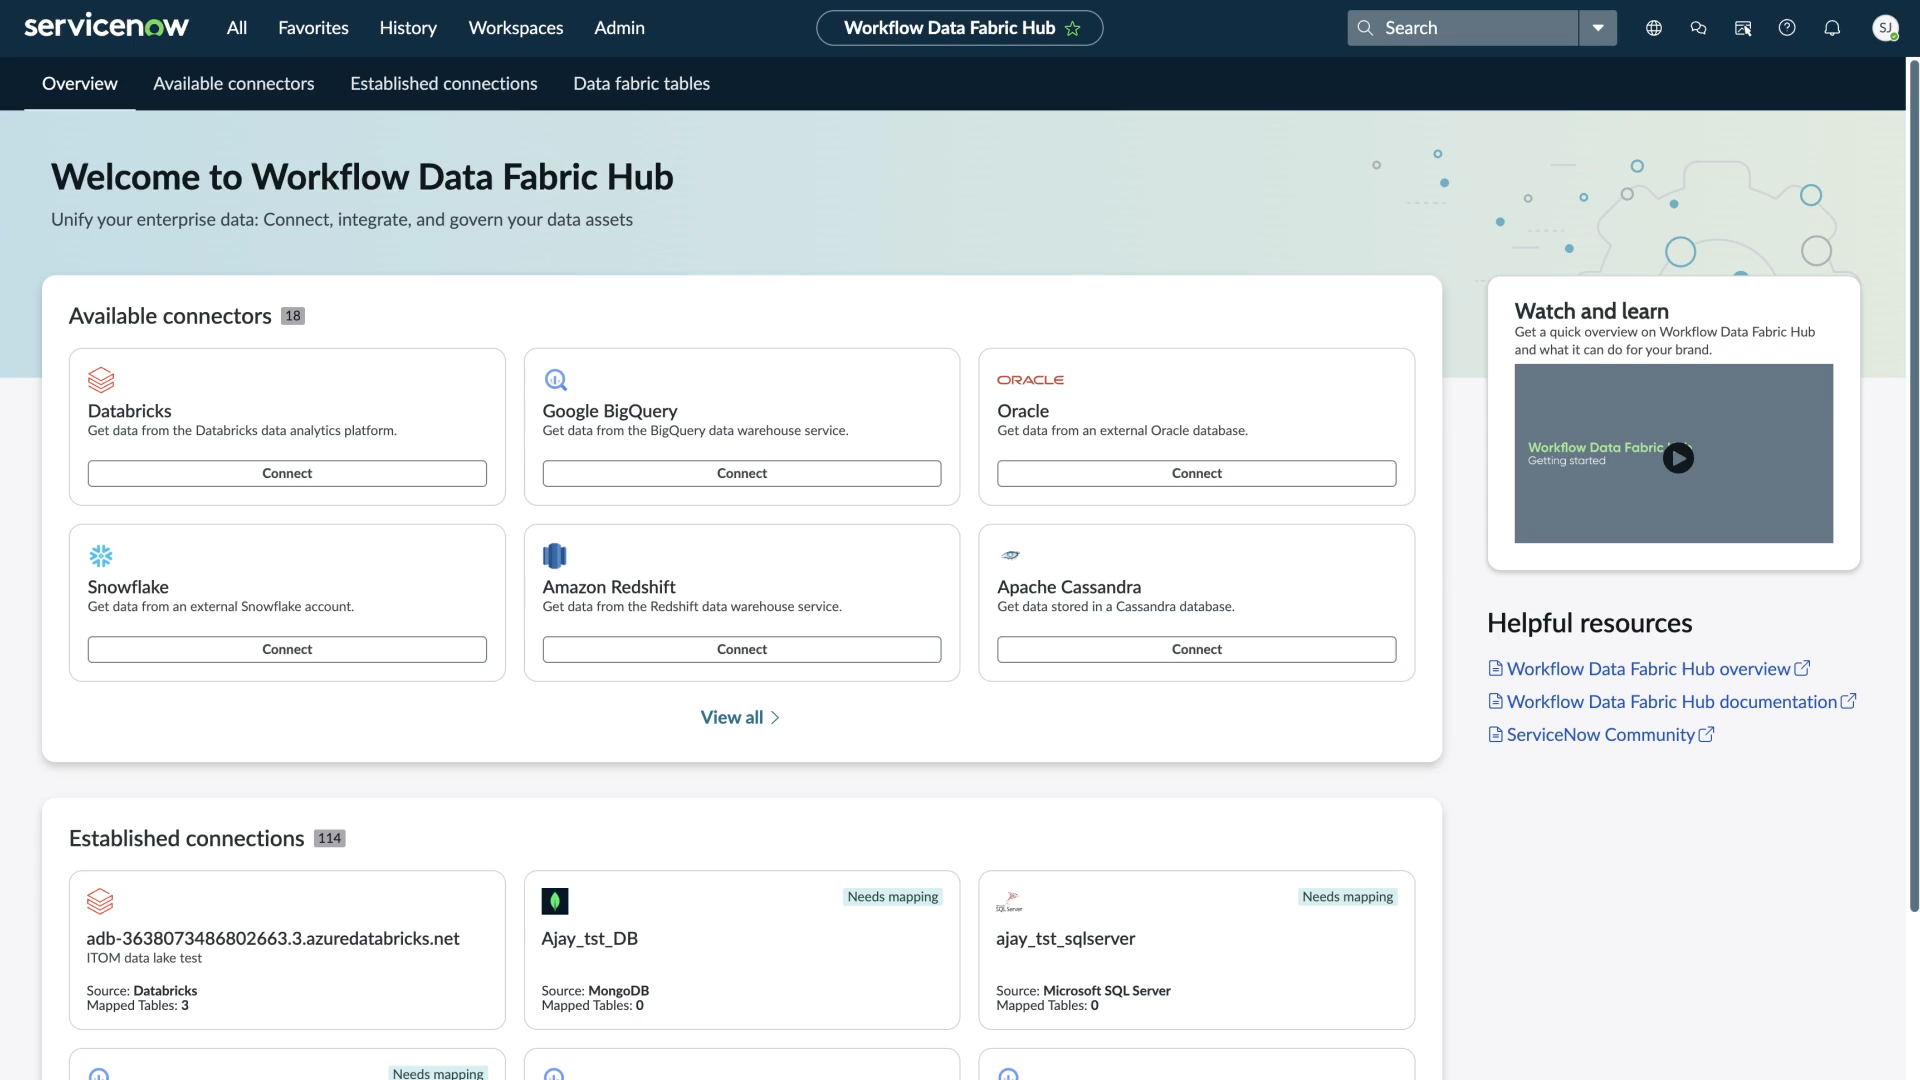 servicenow All Favorites History Workspaces Admin Workflow Data Fabric Hub Search SJ
Overview Available connectors Established connections Data fabric tables
Welcome to Workflow Data Fabric Hub
Unify your enterprise data: Connect, integrate, and govern your data assets
Available connectors 18
Databricks
Get data from the Databricks data analytics platform.
Connect
Google BigQuery
Get data from the BigQuery data warehouse service.
Connect
ORACLE
Oracle
Get data from an external Oracle database.
Connect
Snowflake
Get data from an external Snowflake account.
Connect
Amazon Redshift
Get data from the Redshift data warehouse service.
Connect
Apache Cassandra
Get data stored in a Cassandra database.
Connect
View all
Watch and learn
Get a quick overview on Workflow Data Fabric Hub
and what it can do for your brand.
Workflow Data Fabric
Getting started
Helpful resources
Workflow Data Fabric Hub overview
Workflow Data Fabric Hub documentation
ServiceNow Community
Established connections 114
adb-3638073486802663.3.azuredatabricks.net
ITOM data lake test
Source: Databricks
Mapped Tables: 3
Needs mapping
Ajay_tst_DB
Source: MongoDB
Mapped Tables: 0
SQL Server
Needs mapping
ajay_tst_sqlserver
Source: Microsoft SQL Server
Mapped Tables: 0
Needs mapping